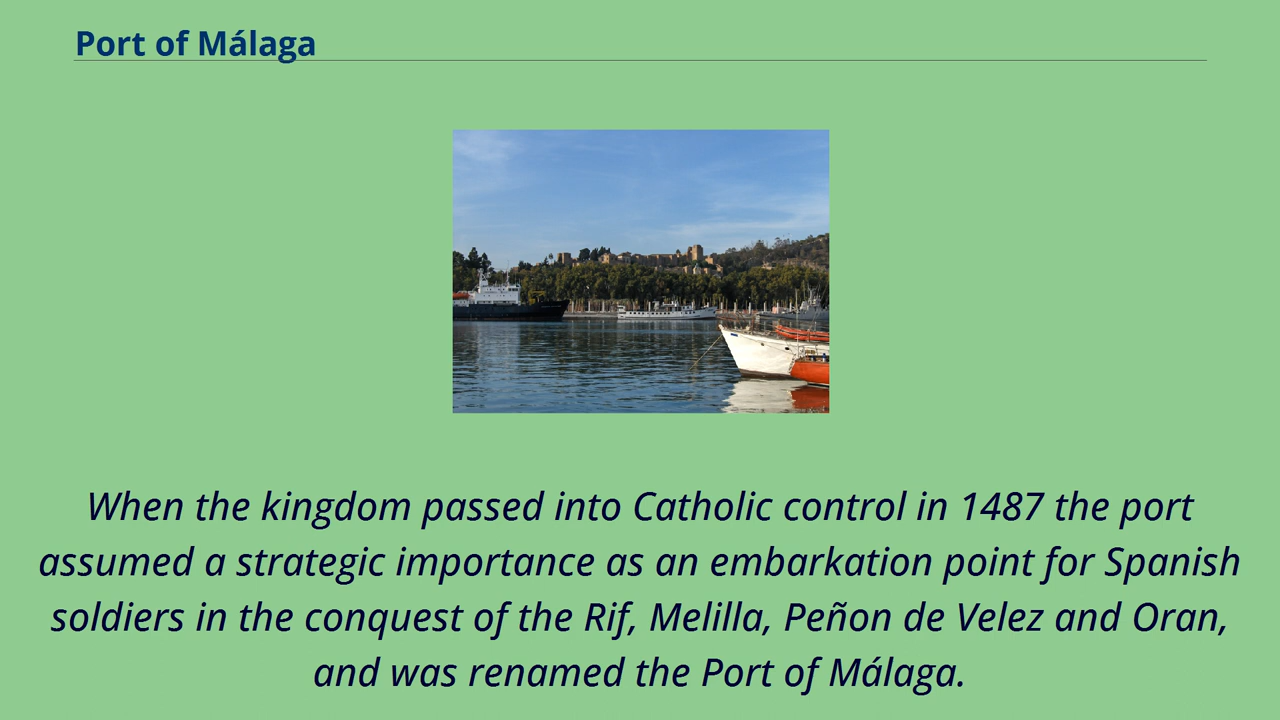 Port of Málaga
When the kingdom passed into Catholic control in 1487 the port
assumed a strategic importance as an embarkation point for Spanish
soldiers in the conquest of the Rif, Melilla, Peñon de Velez and Oran,
and was renamed the Port of Málaga.